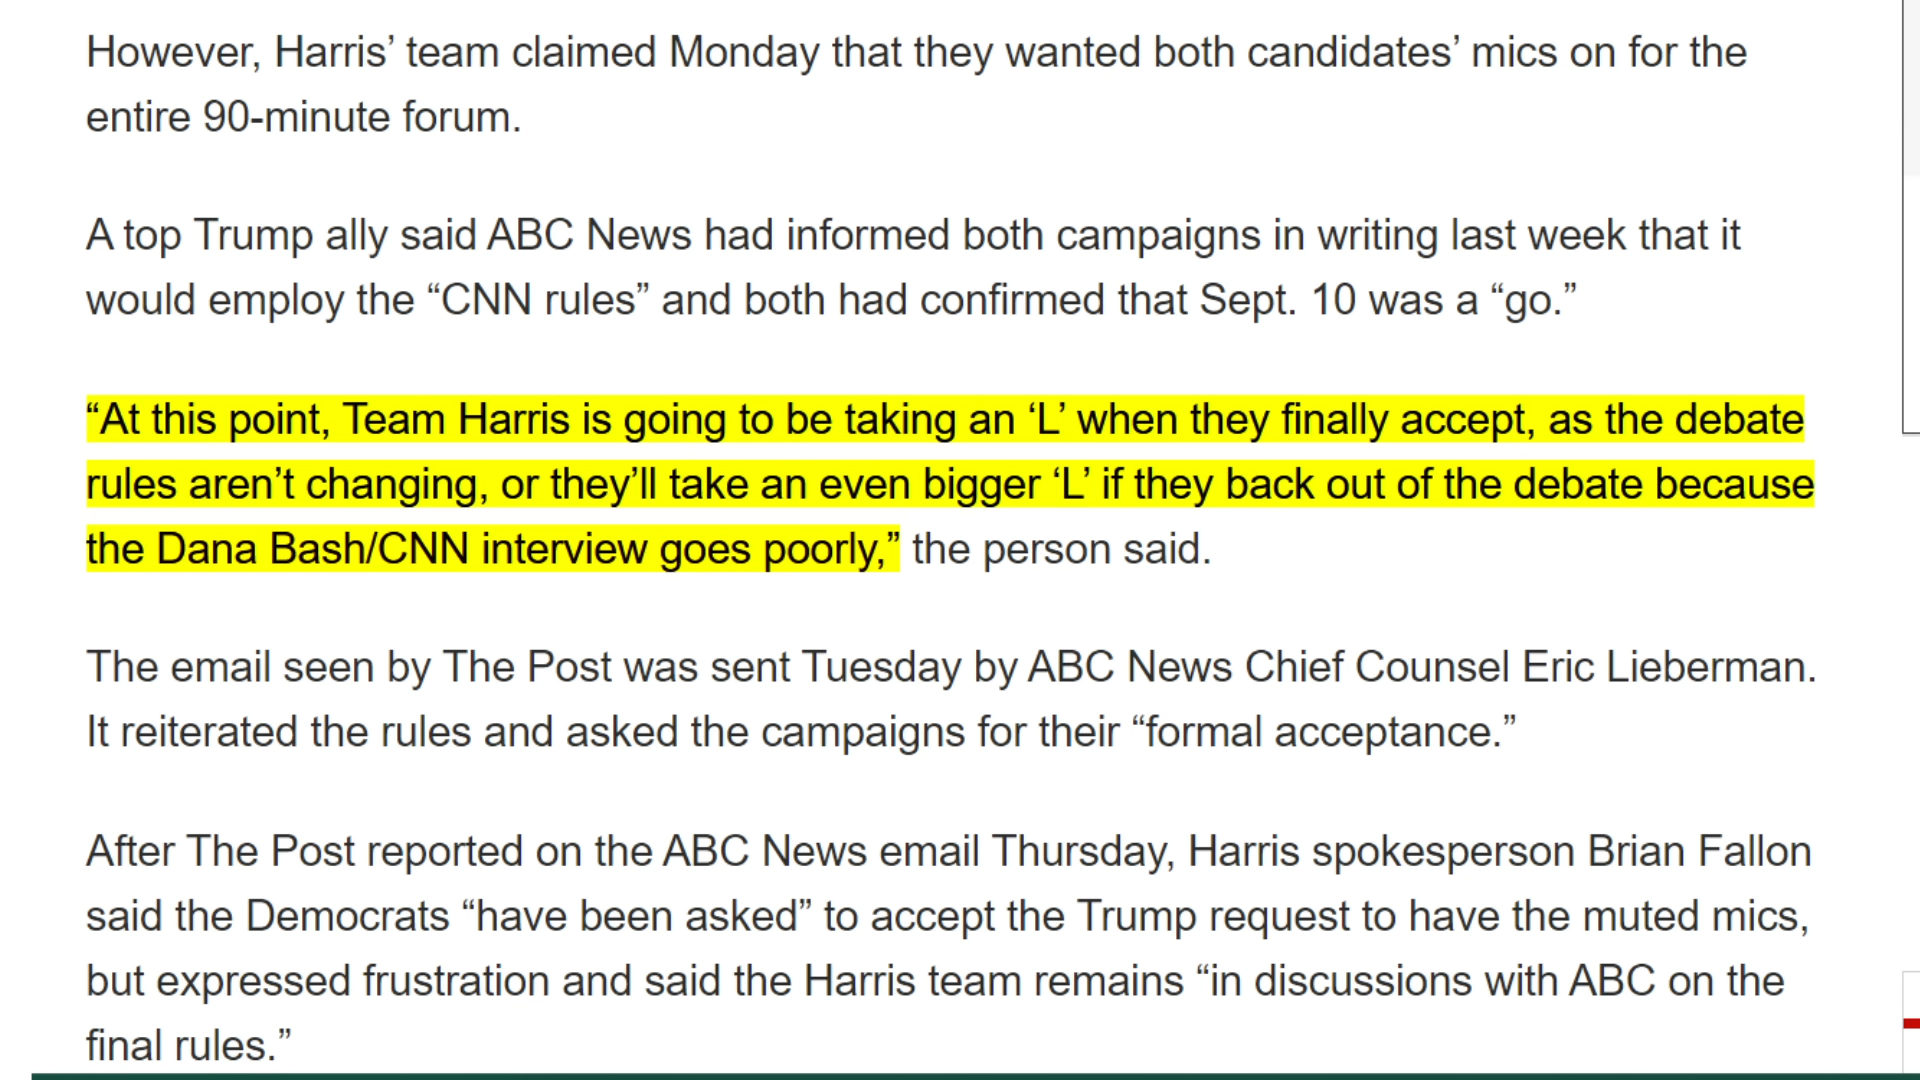 However, Harris’ team claimed Monday that they wanted both candidates’ mics on for the
entire 90-minute forum.
A top Trump ally said ABC News had informed both campaigns in writing last week that it
would employ the “CNN rules” and both had confirmed that Sept. 10 was a “go.”
“At this point, Team Harris is going to be taking an ‘L’ when they finally accept, as the debate
rules aren’t changing, or they’ll take an even bigger ‘L’ if they back out of the debate because
the Dana Bash/CNN interview goes poorly,” the person said.
The email seen by The Post was sent Tuesday by ABC News Chief Counsel Eric Lieberman.
It reiterated the rules and asked the campaigns for their “formal acceptance.”
After The Post reported on the ABC News email Thursday, Harris spokesperson Brian Fallon
said the Democrats “have been asked” to accept the Trump request to have the muted mics,
but expressed frustration and said the Harris team remains “in discussions with ABC on the
final rules.”